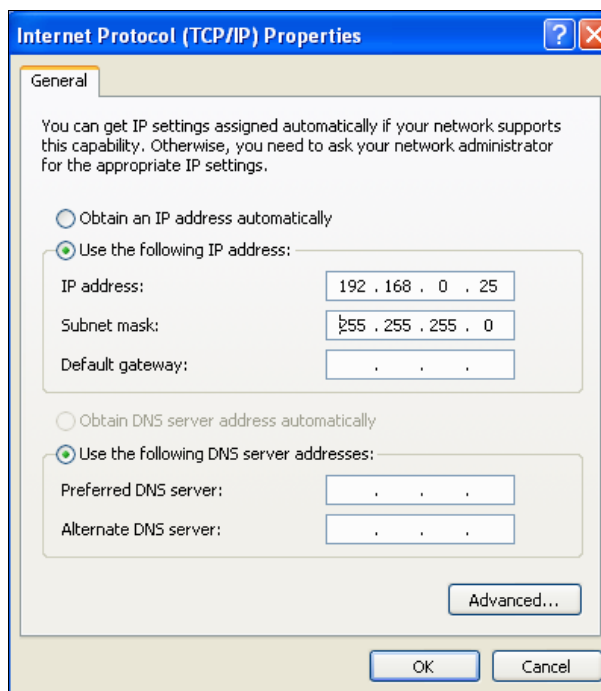 Internet Protocol (TCP/IP) Properties
General
You can get IP settings assigned automatically if your network supports
this capability. Otherwise, you need to ask your network administrator
for the appropriate IP settings.
Obtain an IP address automatically
Use the following IP address:
IP address: 192 . 168 . 0 . 25
Subnet mask: 255 . 255 . 255 . 0
Default gateway: . . .
Obtain DNS server address automatically
Use the following DNS server addresses:
Preferred DNS server: . . .
Alternate DNS server: . . .
Advanced...
OK Cancel